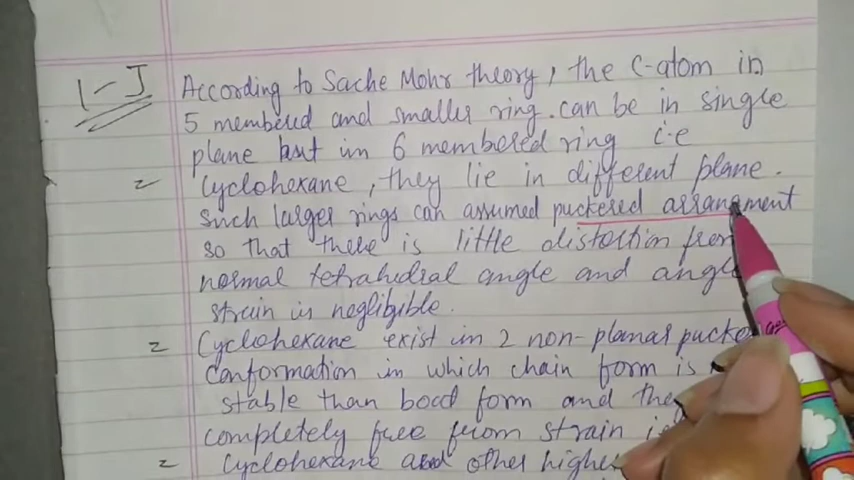 1-J
According to Sache Mohr theory, the C-atom in
5 membered and smaller ring. can be in single
plane but in 6 membered ring i.e
= Cyclohexane, they lie in different plane.
Such larger rings can assumed puckered arrangement
so that there is little distortion from
normal tetrahedral angle and angle
strain is negligible.
= Cyclohexane exist in 2 non-planar
conformation in which chain form is
stable than boad form and
completely free from strain
= Cyclohexane and other higher